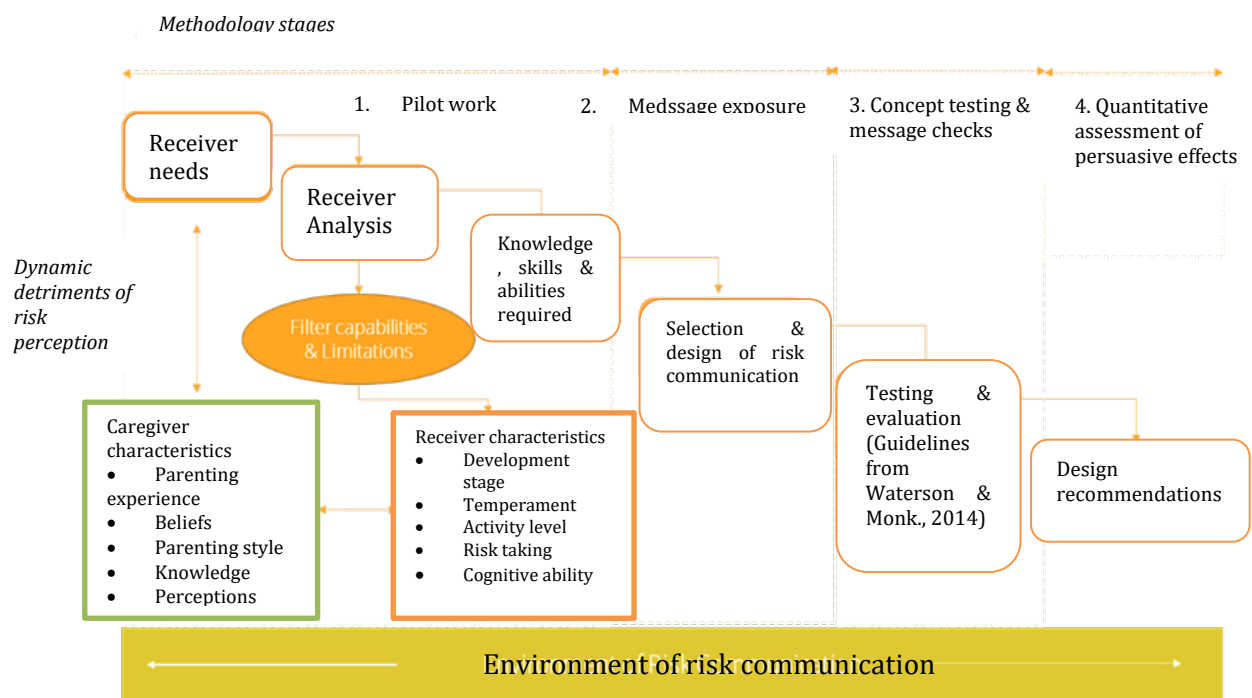 Methodology stages
1. Pilot work
2. Medssage exposure
3. Concept testing &
message checks
4. Quantitative
assessment of
persuasive effects
Receiver
needs
Receiver
Analysis
Knowledge
, skills &
abilities
required
Dynamic
detriments of
risk
perception
Filter capabilities
& Limitations
Selection &
design of risk
communication
Testing &
evaluation
(Guidelines
from
Waterson &
Monk., 2014)
Design
recommendations
Caregiver
characteristics
• Parenting
experience
• Beliefs
• Parenting style
• Knowledge
• Perceptions
Receiver characteristics
• Development
stage
• Temperament
• Activity level
• Risk taking
• Cognitive ability
Environment of risk communication